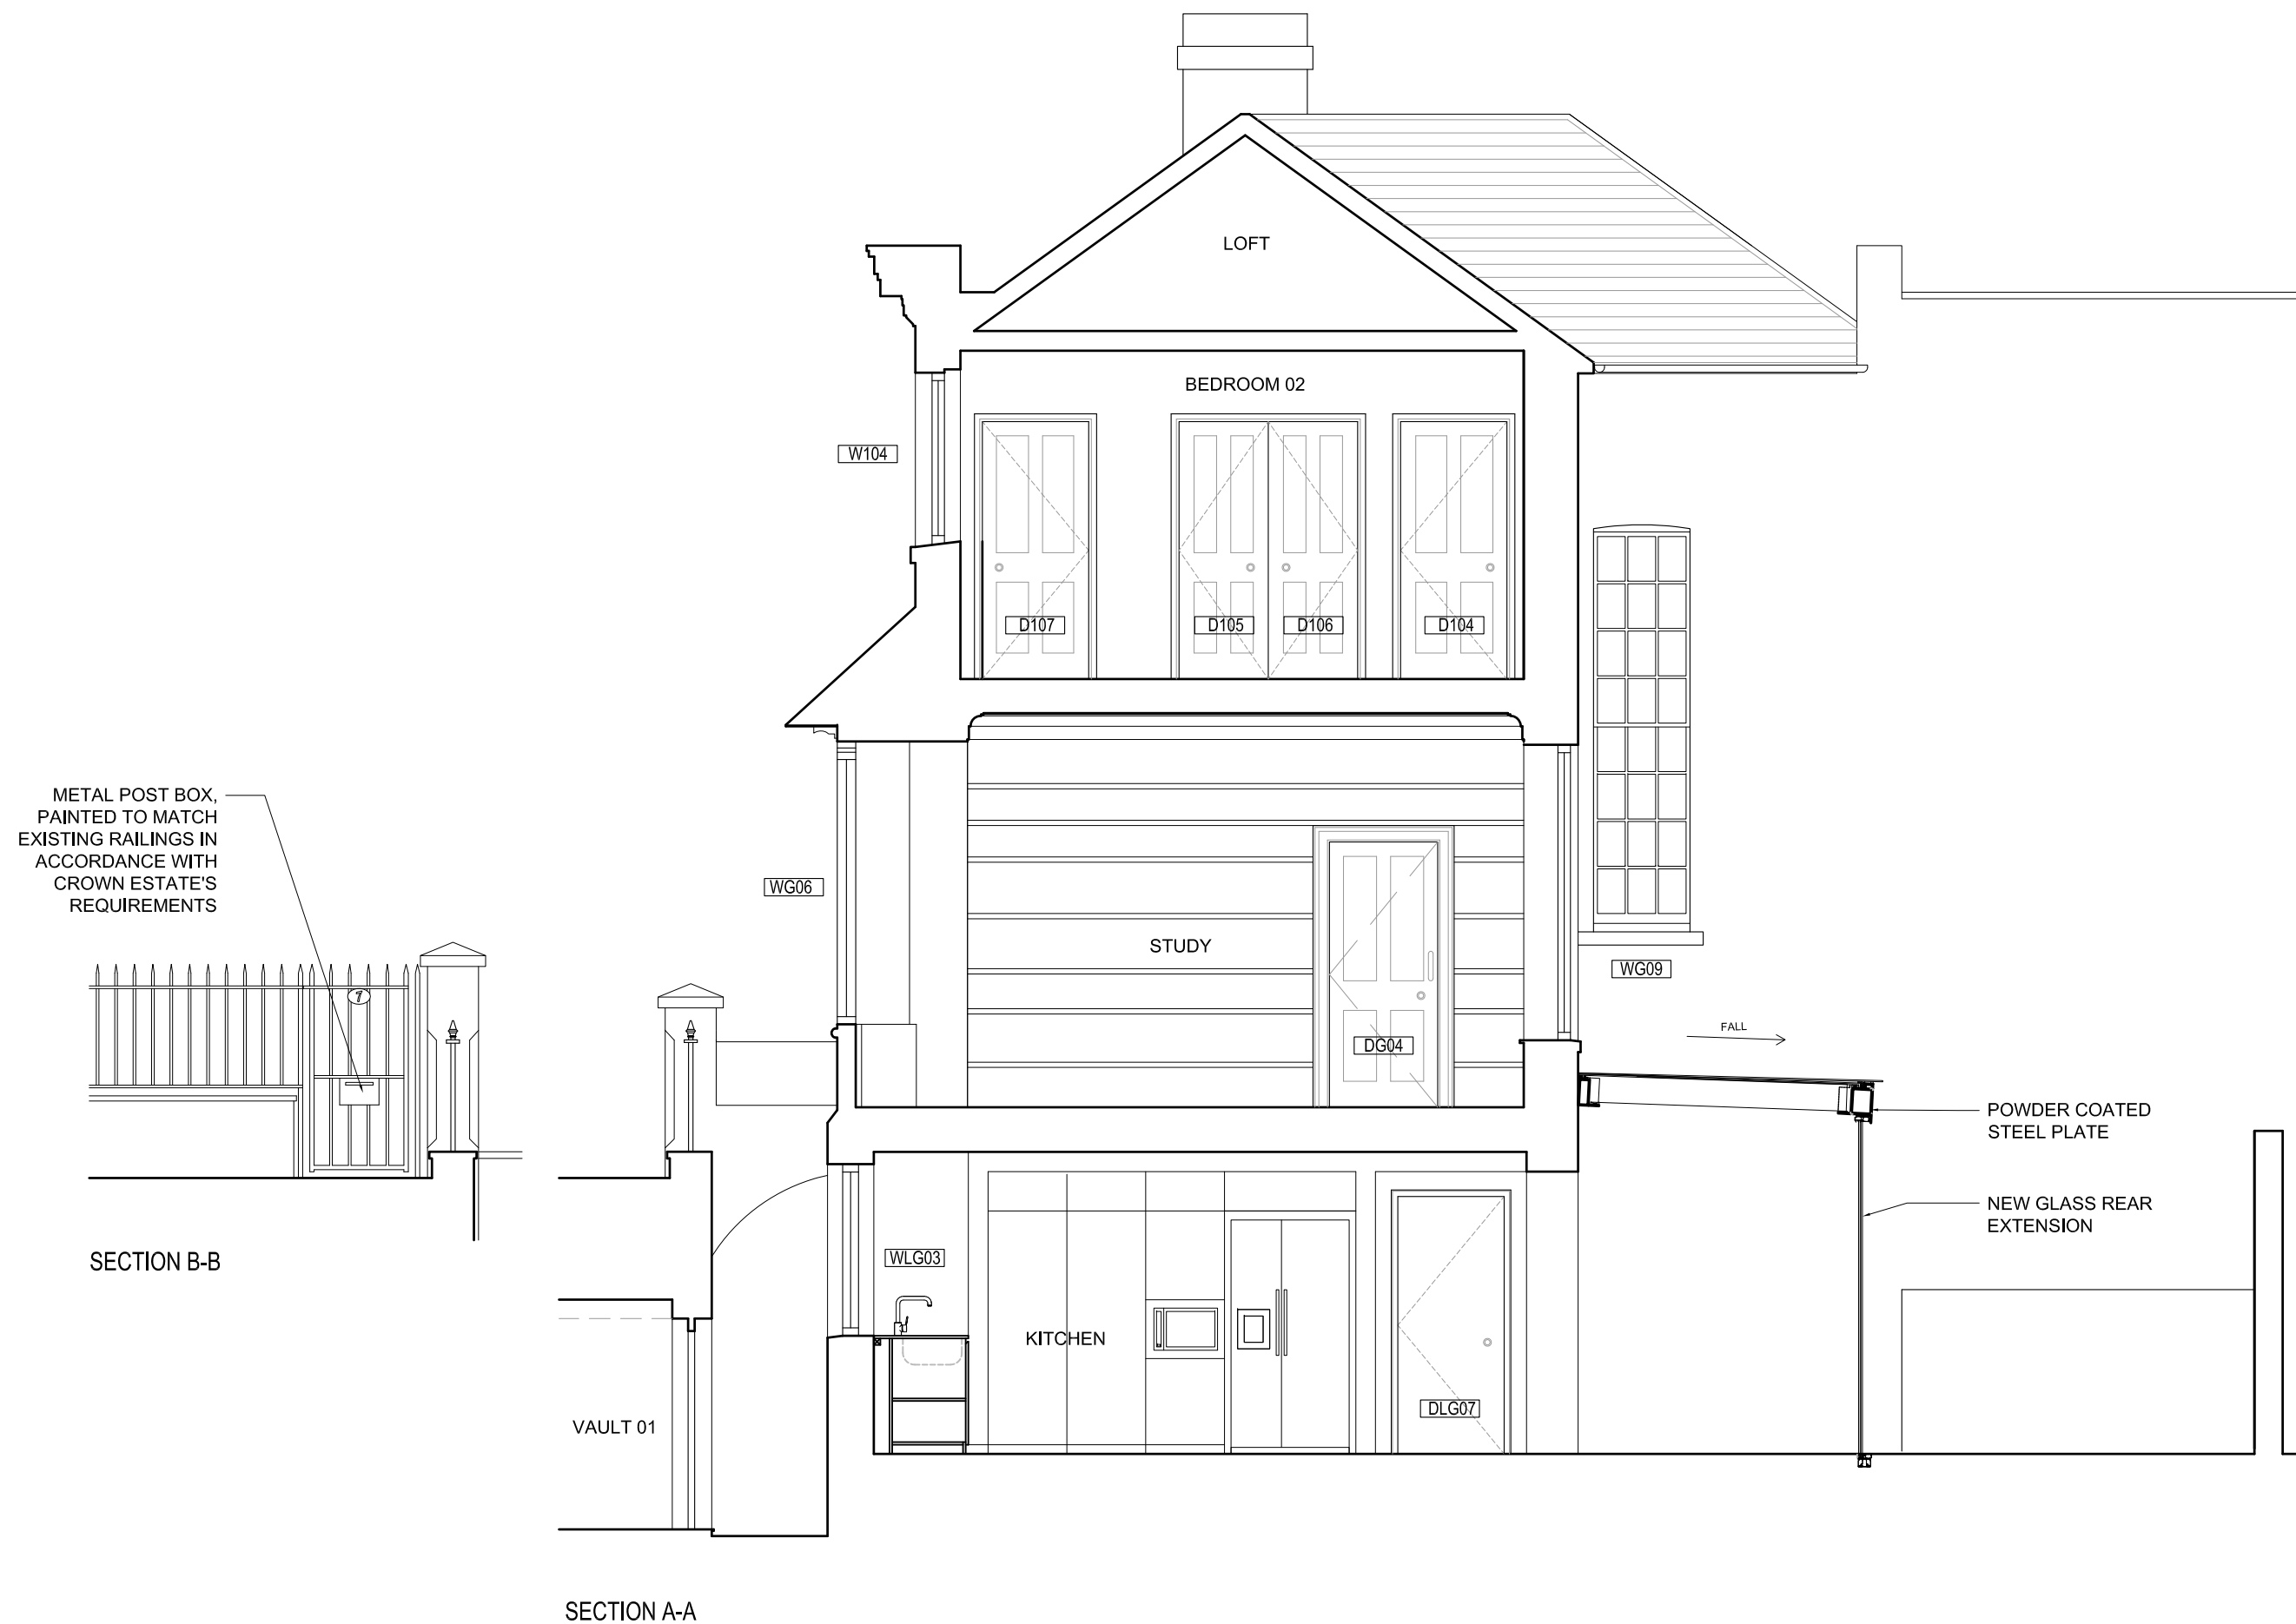 LOFT
BEDROOM 02
W104
D107
D105
D106
D104
METAL POST BOX,
PAINTED TO MATCH
EXISTING RAILINGS IN
ACCORDANCE WITH
CROWN ESTATE'S
REQUIREMENTS
WG06
STUDY
WG09
7
FALL
DG04
POWDER COATED
STEEL PLATE
NEW GLASS REAR
EXTENSION
SECTION B-B
WLG03
KITCHEN
DLG07
VAULT 01
SECTION A-A